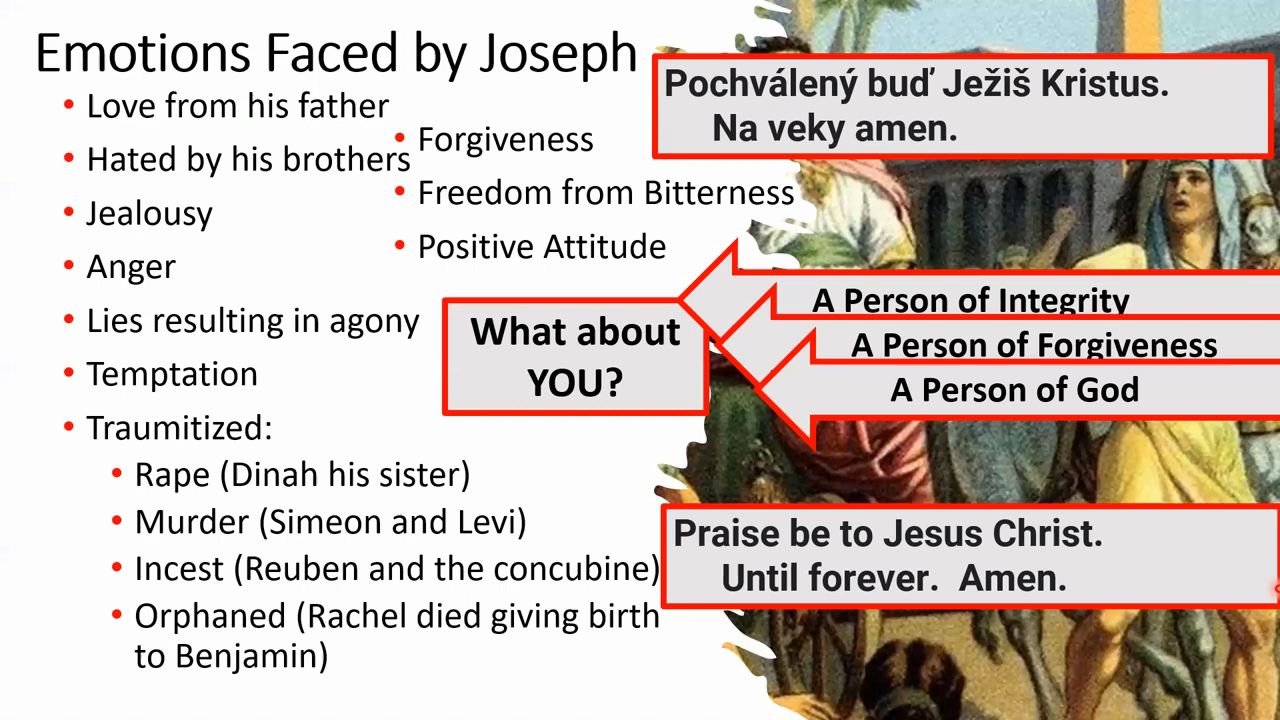 Emotions Faced by Joseph
• Love from his father
• Hated by his brothers
• Jealousy
• Anger
• Lies resulting in agony
• Temptation
• Traumitized:
• Rape (Dinah his sister)
• Murder (Simeon and Levi)
• Incest (Reuben and the concubine)
• Orphaned (Rachel died giving birth
to Benjamin)
• Forgiveness
• Freedom from Bitterness
• Positive Attitude
What about
YOU?
Pochválený buď Ježiš Kristus.
Na veky amen.
A Person of Integrity
A Person of Forgiveness
A Person of God
Praise be to Jesus Christ.
Until forever. Amen.